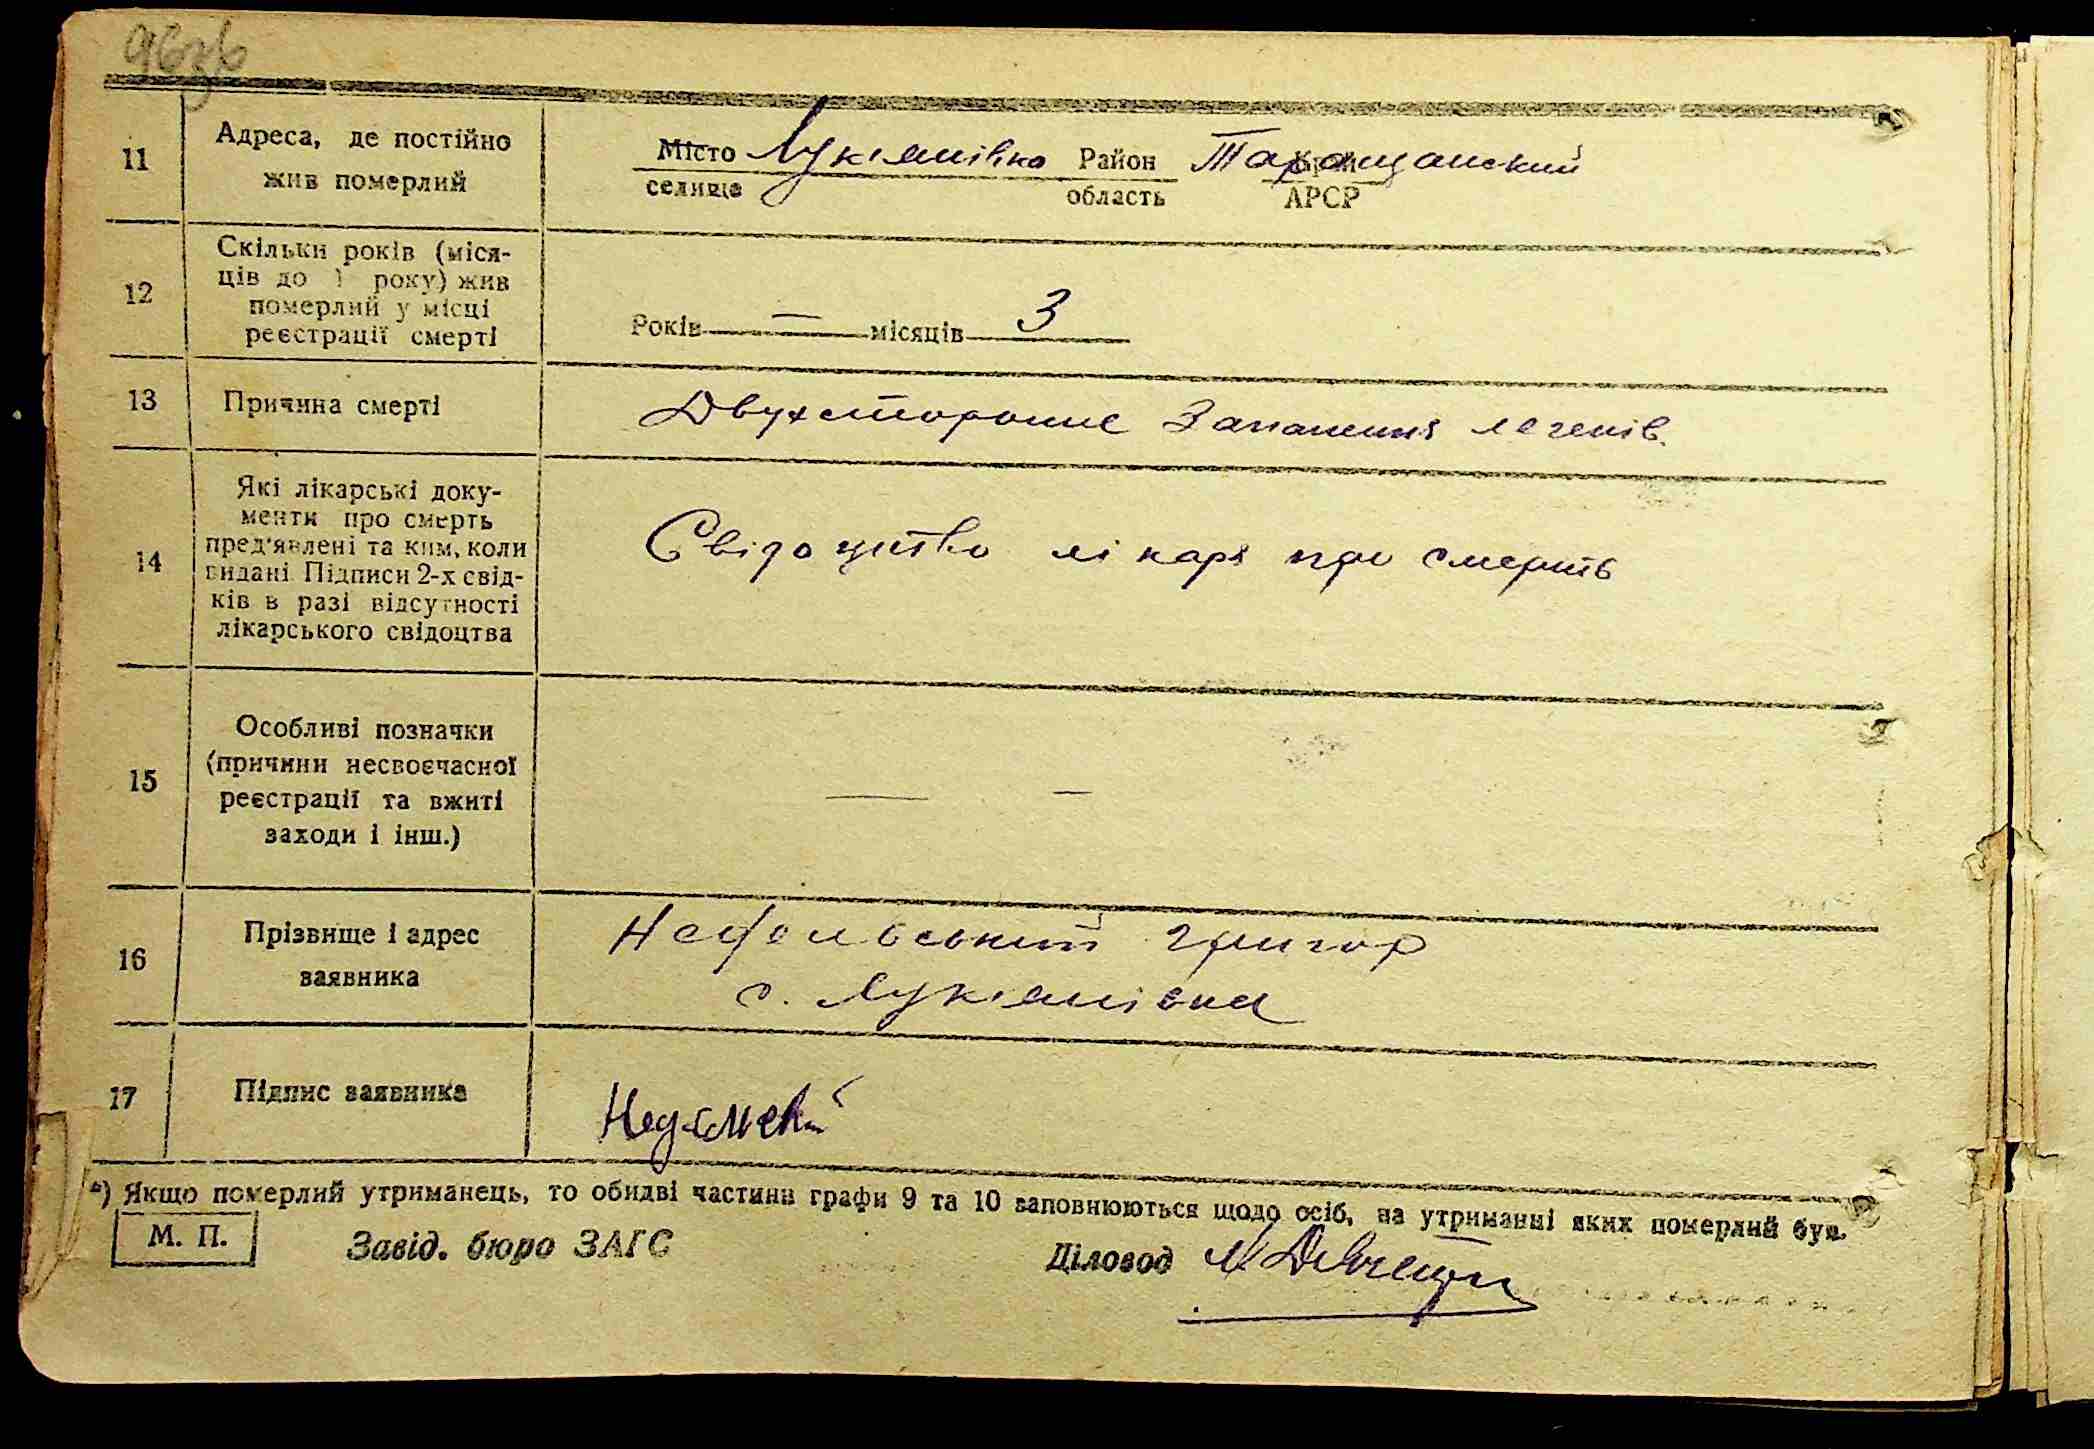 11 Адреса, де постійно
жив померлий
Місто Лукянівка Район Таращанский Край
селище область АРСР
12 Скільки років (міся-
ців до 1 року) жив
померлий у місці
реєстрації смерті
Років — місяців 3
13 Причина смерті Двухстороннє Запалення легенів.
14 Які лікарські доку-
менти про смерть
пред'явлені та ким, коли
видані. Підписи 2-х свід-
ків в разі відсутності
лікарського свідоцтва
Свідоцтво лікаря про смерть
15 Особливі позначки
(причини несвоєчасної
реєстрації та вжиті
заходи і інш.)
— —
16 Прізвище і адрес
заявника
Григор
с. Лукянівка
17 Підпис заявника
*) Якщо померлий утриманець, то обидві частини графи 9 та 10 заповнюються щодо осіб, на утриманні яких померлий був.
М. П. Завід. бюро ЗАГС Діловод